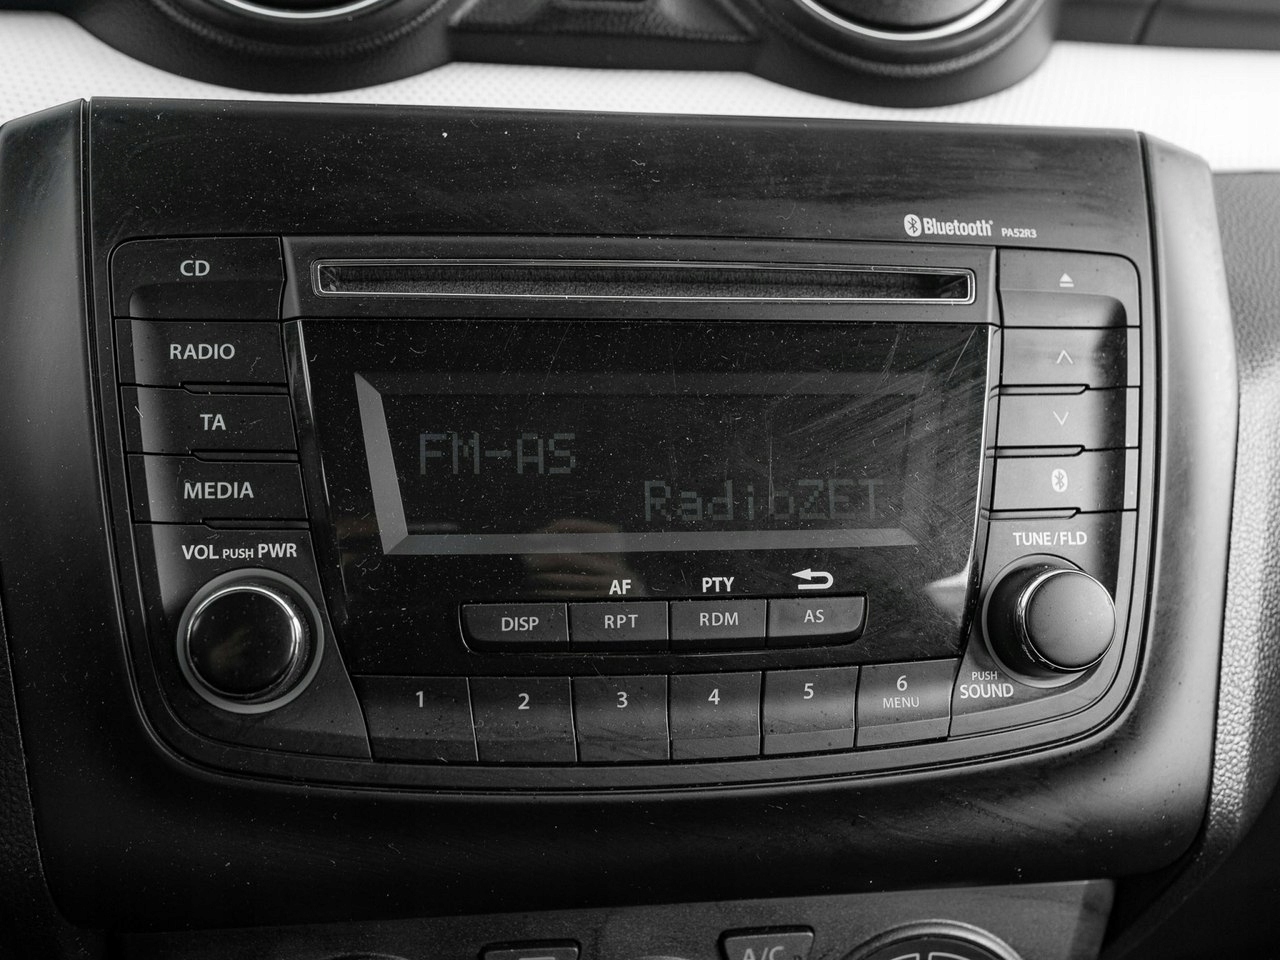 Bluetooth® PA52R3
CD
RADIO
TA
MEDIA
VOL PUSH PWR
FM-AS
RadioZET
TUNE/FLD
AF PTY
DISP RPT RDM AS
1 2 3 4 5 6
MENU
PUSH
SOUND
A/C